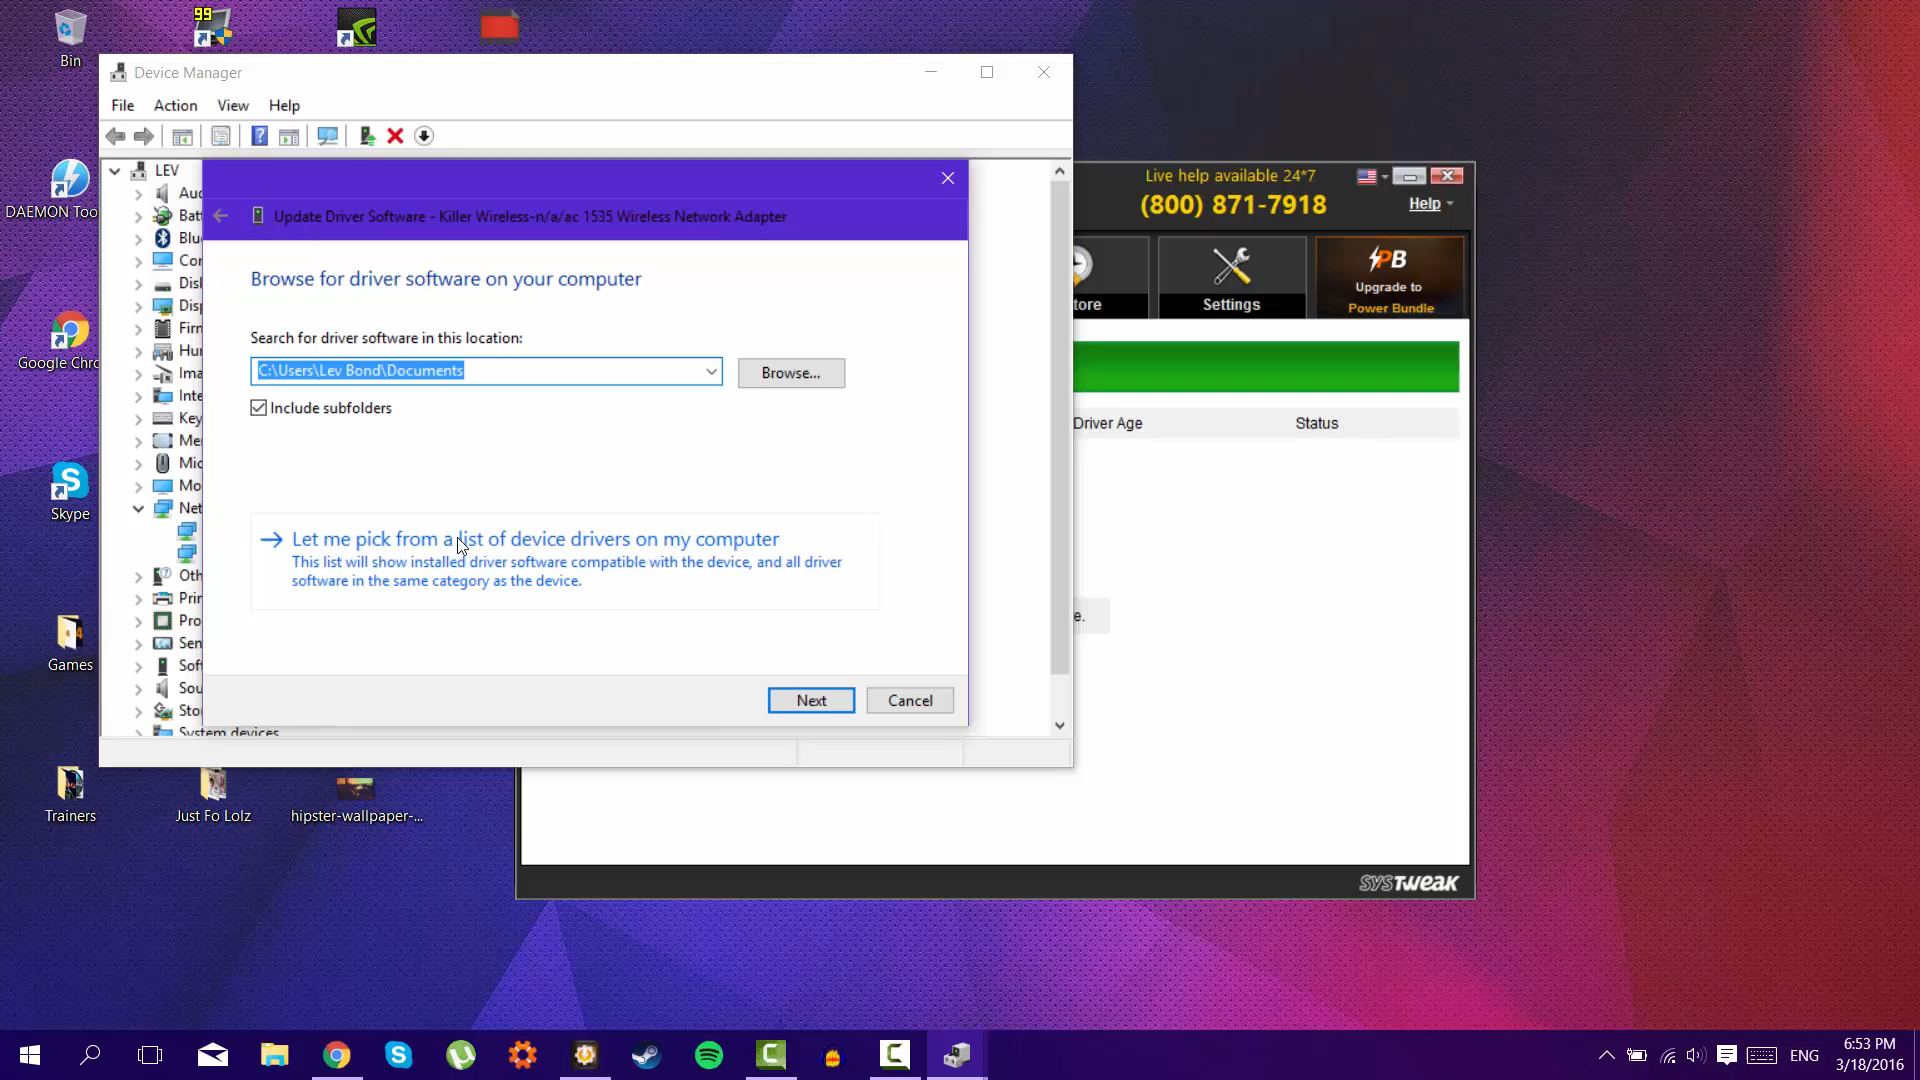 99
Bin
DAEMON Too
Google Chro
Skype
Games
Trainers
Just Fo Lolz
hipster-wallpaper-...
Device Manager
File Action View Help
LEV
Update Driver Software - Killer Wireless-n/a/ac 1535 Wireless Network Adapter
Browse for driver software on your computer
Search for driver software in this location:
C:\Users\Lev Bond\Documents
Browse...
Include subfolders
Let me pick from a list of device drivers on my computer
This list will show installed driver software compatible with the device, and all driver
software in the same category as the device.
Next
Cancel
Aud
Batt
Blu
Cor
Disk
Disp
Firn
Hur
Ima
Inte
Key
Me
Mic
Mo
Net
Oth
Prin
Pro
Sen
Soft
Sou
Stor
System devices
Live help available 24*7
(800) 871-7918
Help
tore
Settings
PB
Upgrade to
Power Bundle
Driver Age
Status
e.
SYSTWEAK
ENG
6:53 PM
3/18/2016